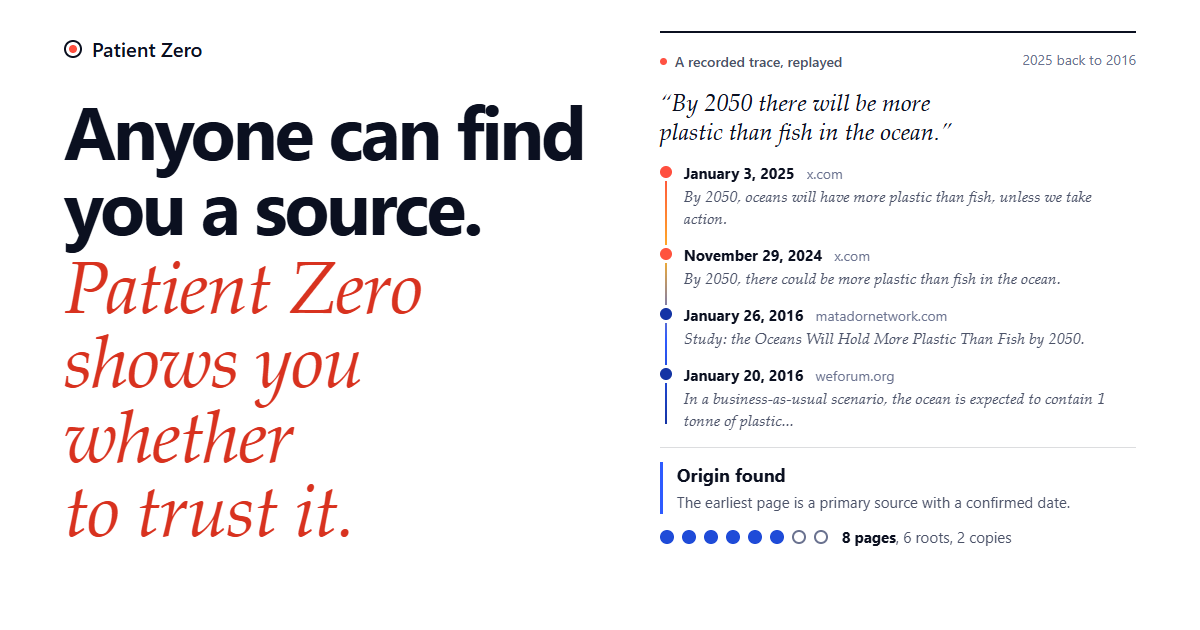 Patient Zero
Anyone can find
you a source.
Patient Zero
shows you
whether
to trust it.
A recorded trace, replayed
2025 back to 2016
“By 2050 there will be more
plastic than fish in the ocean.”
January 3, 2025 x.com
By 2050, oceans will have more plastic than fish, unless we take
action.
November 29, 2024 x.com
By 2050, there could be more plastic than fish in the ocean.
January 26, 2016 matadornetwork.com
Study: the Oceans Will Hold More Plastic Than Fish by 2050.
January 20, 2016 weforum.org
In a business-as-usual scenario, the ocean is expected to contain 1
tonne of plastic...
Origin found
The earliest page is a primary source with a confirmed date.
8 pages, 6 roots, 2 copies